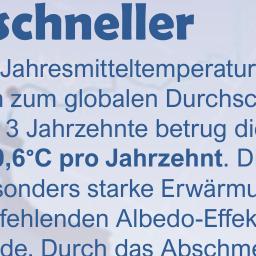 schneller
Jahresmitteltemperatur
zum globalen Durchsc
3 Jahrzehnte betrug di
0,6°C pro Jahrzehnt. D
sonders starke Erwärmu
fehlenden Albedo-Effek
de. Durch das Abschme